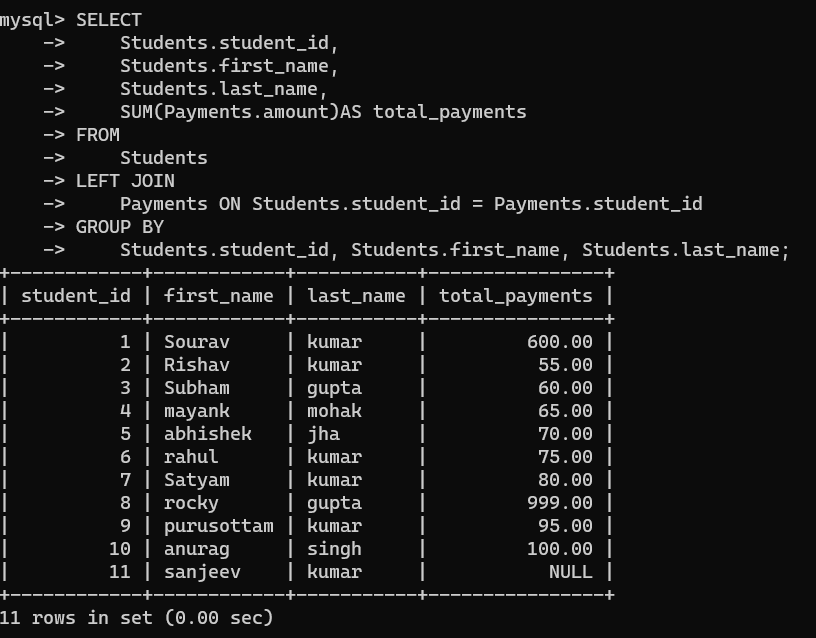 mysql> SELECT
    ->     Students.student_id,
    ->     Students.first_name,
    ->     Students.last_name,
    ->     SUM(Payments.amount)AS total_payments
    -> FROM
    ->     Students
    -> LEFT JOIN
    ->     Payments ON Students.student_id = Payments.student_id
    -> GROUP BY
    ->     Students.student_id, Students.first_name, Students.last_name;
+------------+------------+-----------+----------------+
| student_id | first_name | last_name | total_payments |
+------------+------------+-----------+----------------+
|          1 | Sourav     | kumar     |         600.00 |
|          2 | Rishav     | kumar     |          55.00 |
|          3 | Subham     | gupta     |          60.00 |
|          4 | mayank     | mohak     |          65.00 |
|          5 | abhishek   | jha       |          70.00 |
|          6 | rahul      | kumar     |          75.00 |
|          7 | Satyam     | kumar     |          80.00 |
|          8 | rocky      | gupta     |         999.00 |
|          9 | purusottam | kumar     |          95.00 |
|         10 | anurag     | singh     |         100.00 |
|         11 | sanjeev    | kumar     |           NULL |
+------------+------------+-----------+----------------+
11 rows in set (0.00 sec)